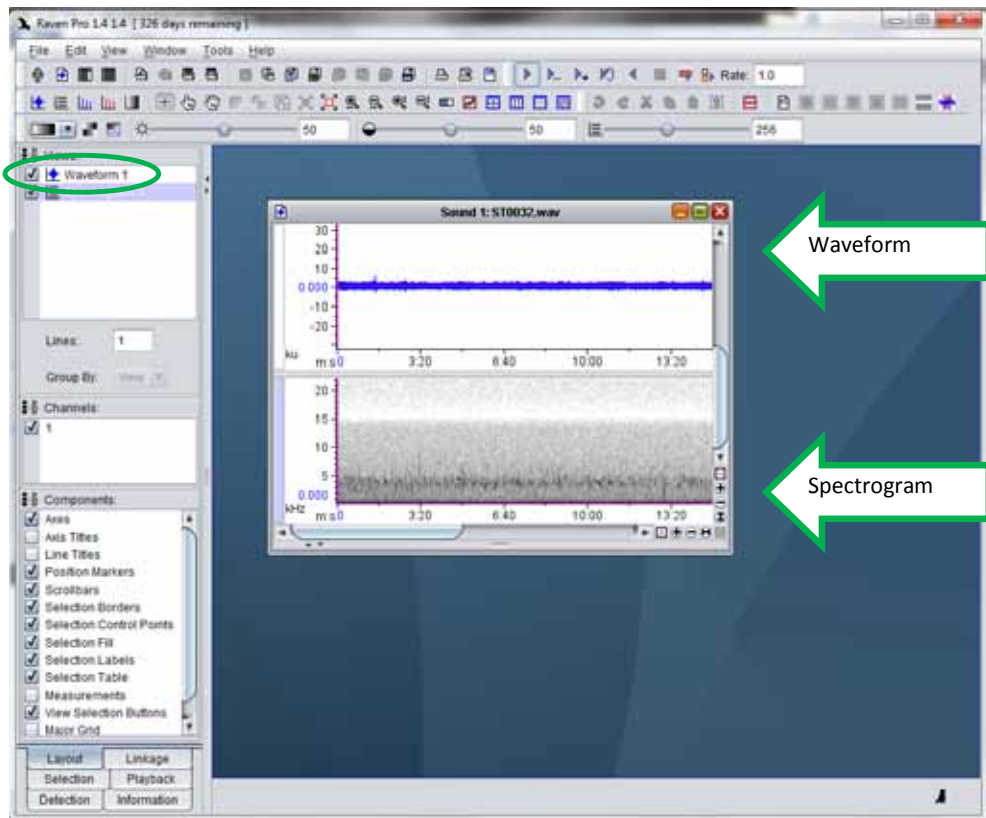 Raven Pro 1.4 1.4 [ 326 days remaining ]
File Edit View Window Tools Help
Rate: 1.0
50 50 256
Views:
Waveform 1
Lines: 1
Group By: View
Channels:
1
Components:
Axes
Axis Titles
Line Titles
Position Markers
Scrollbars
Selection Borders
Selection Control Points
Selection Fill
Selection Labels
Selection Table
Measurements
View Selection Buttons
Major Grid
Layout Linkage
Selection Playback
Detection Information
Sound 1: ST0032.wav
30
20
10
0.000
-10
-20
ku
m:s 0 3:20 6:40 10:00 13:20
20
15
10
5
0.000
kHz
m:s 0 3:20 6:40 10:00 13:20
Waveform
Spectrogram